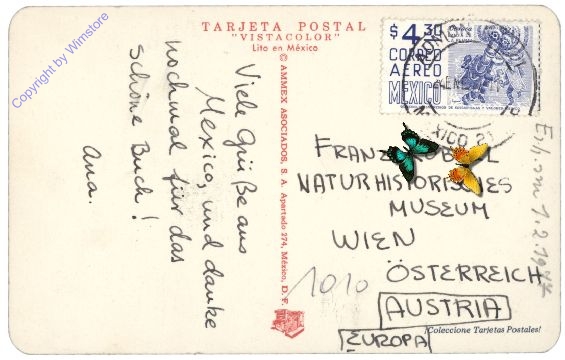 TARJETA POSTAL
"VISTACOLOR"
Lito en México
Copyright by Wimstore
Viele Grüße aus
Mexico, und danke
nochmal für das
schöne Buch!
Ana.
© AMMEX ASOCIADOS, S. A. Apartado 274, México, D. F.
$4.30
CORREO
AEREO
MEXICO
FRANZ
NATURHISTORISCHES
MUSEUM
WIEN
1010
ÖSTERREICH
AUSTRIA
EUROPA
¡Coleccione Tarjetas Postales!